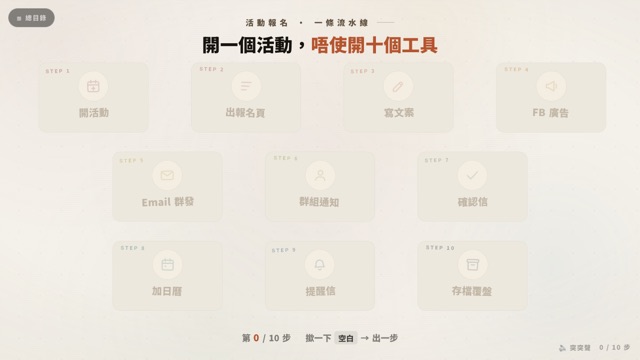 ≡ 總目錄
活動報名 · 一條流水線
開一個活動，唔使開十個工具
STEP 1
開活動
STEP 2
出報名頁
STEP 3
寫文案
STEP 4
FB 廣告
STEP 5
Email 群發
STEP 6
群組通知
STEP 7
確認信
STEP 8
加日曆
STEP 9
提醒信
STEP 10
存檔覆盤
第 0 / 10 步 撳一下 空白 → 出一步
0 / 10 步